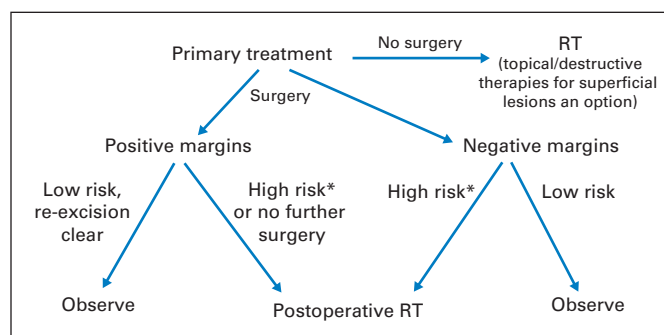 Primary treatment
No surgery
RT
(topical/destructive
therapies for superficial
lesions an option)
Surgery
Positive margins
Negative margins
Low risk,
re-excision
clear
High risk*
or no further
surgery
High risk*
Low risk
Observe
Postoperative RT
Observe